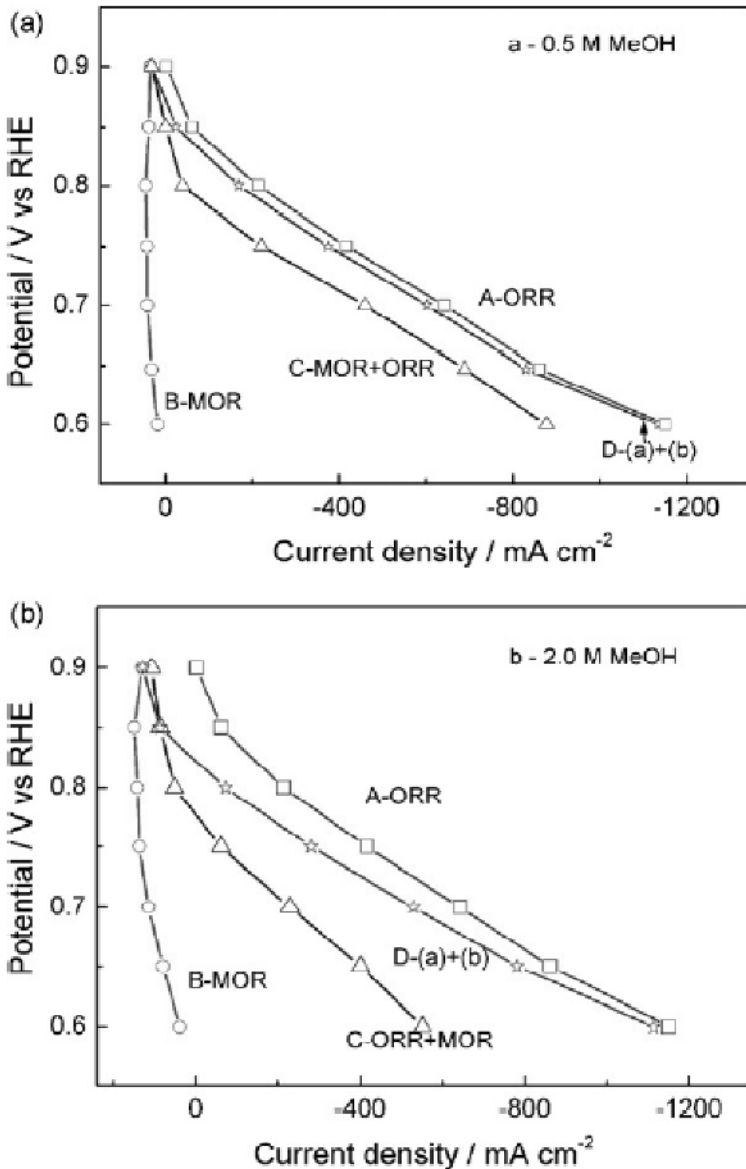 (a)
a - 0.5 M MeOH
0.9
0.8
0.7
0.6
Potential / V vs RHE
A-ORR
C-MOR+ORR
B-MOR
D-(a)+(b)
0
-400
-800
-1200
Current density / mA cm⁻²
(b)
b - 2.0 M MeOH
0.9
0.8
0.7
0.6
Potential / V vs RHE
A-ORR
D-(a)+(b)
B-MOR
C-ORR+MOR
0
-400
-800
-1200
Current density / mA cm⁻²